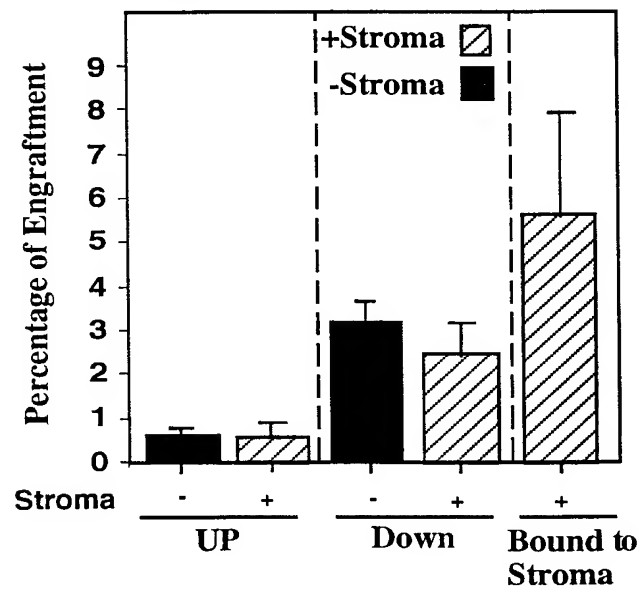 Percentage of Engraftment
+Stroma
-Stroma
9
8
7
6
5
4
3
2
1
0
Stroma - + - + +
UP Down Bound to
Stroma